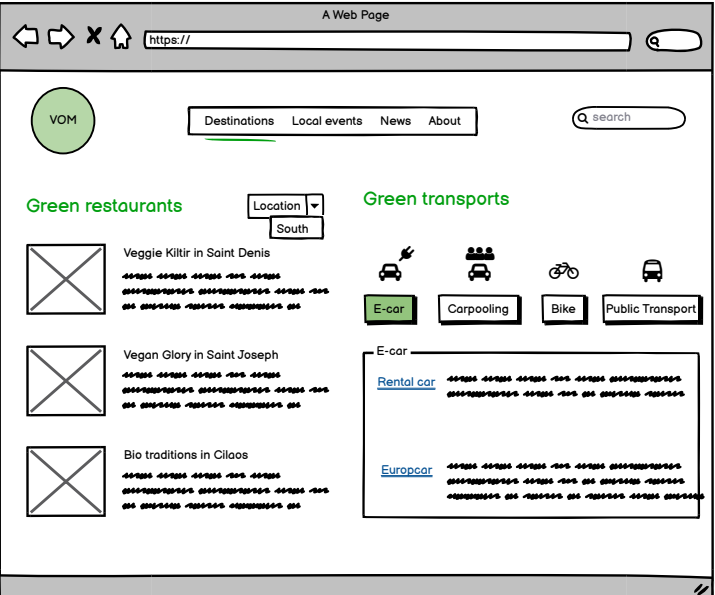 A Web Page
https://
VOM
Destinations Local events News About
search
Green restaurants
Location
South
Veggie Kiltir in Saint Denis
Vegan Glory in Saint Joseph
Bio traditions in Cilaos
Green transports
E-car
Carpooling
Bike
Public Transport
E-car
Rental car
Europcar